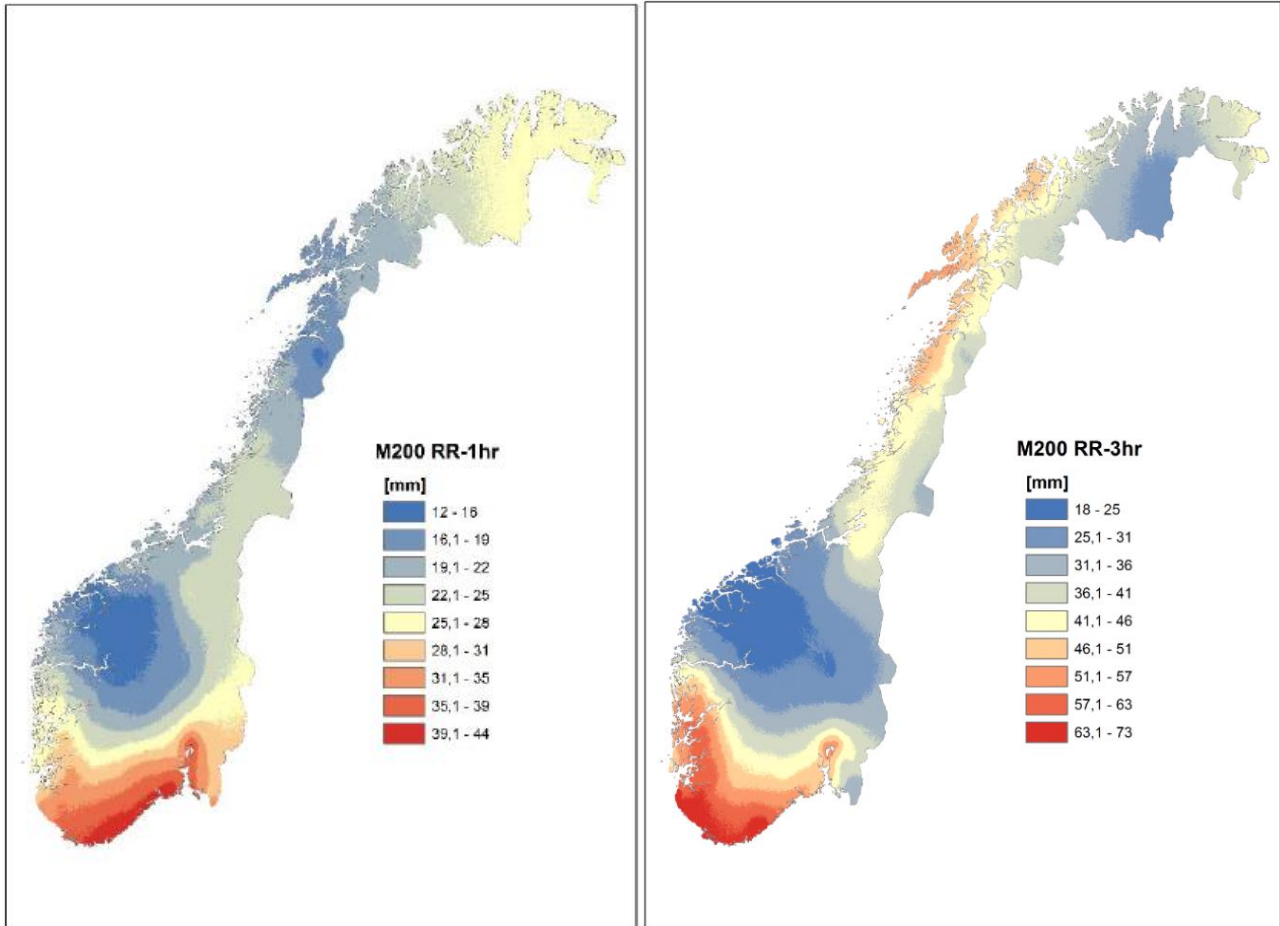 M200 RR-1hr
[mm]
12 - 16
16,1 - 19
19,1 - 22
22,1 - 25
25,1 - 28
28,1 - 31
31,1 - 35
35,1 - 39
39,1 - 44
M200 RR-3hr
[mm]
18 - 25
25,1 - 31
31,1 - 36
36,1 - 41
41,1 - 46
46,1 - 51
51,1 - 57
57,1 - 63
63,1 - 73